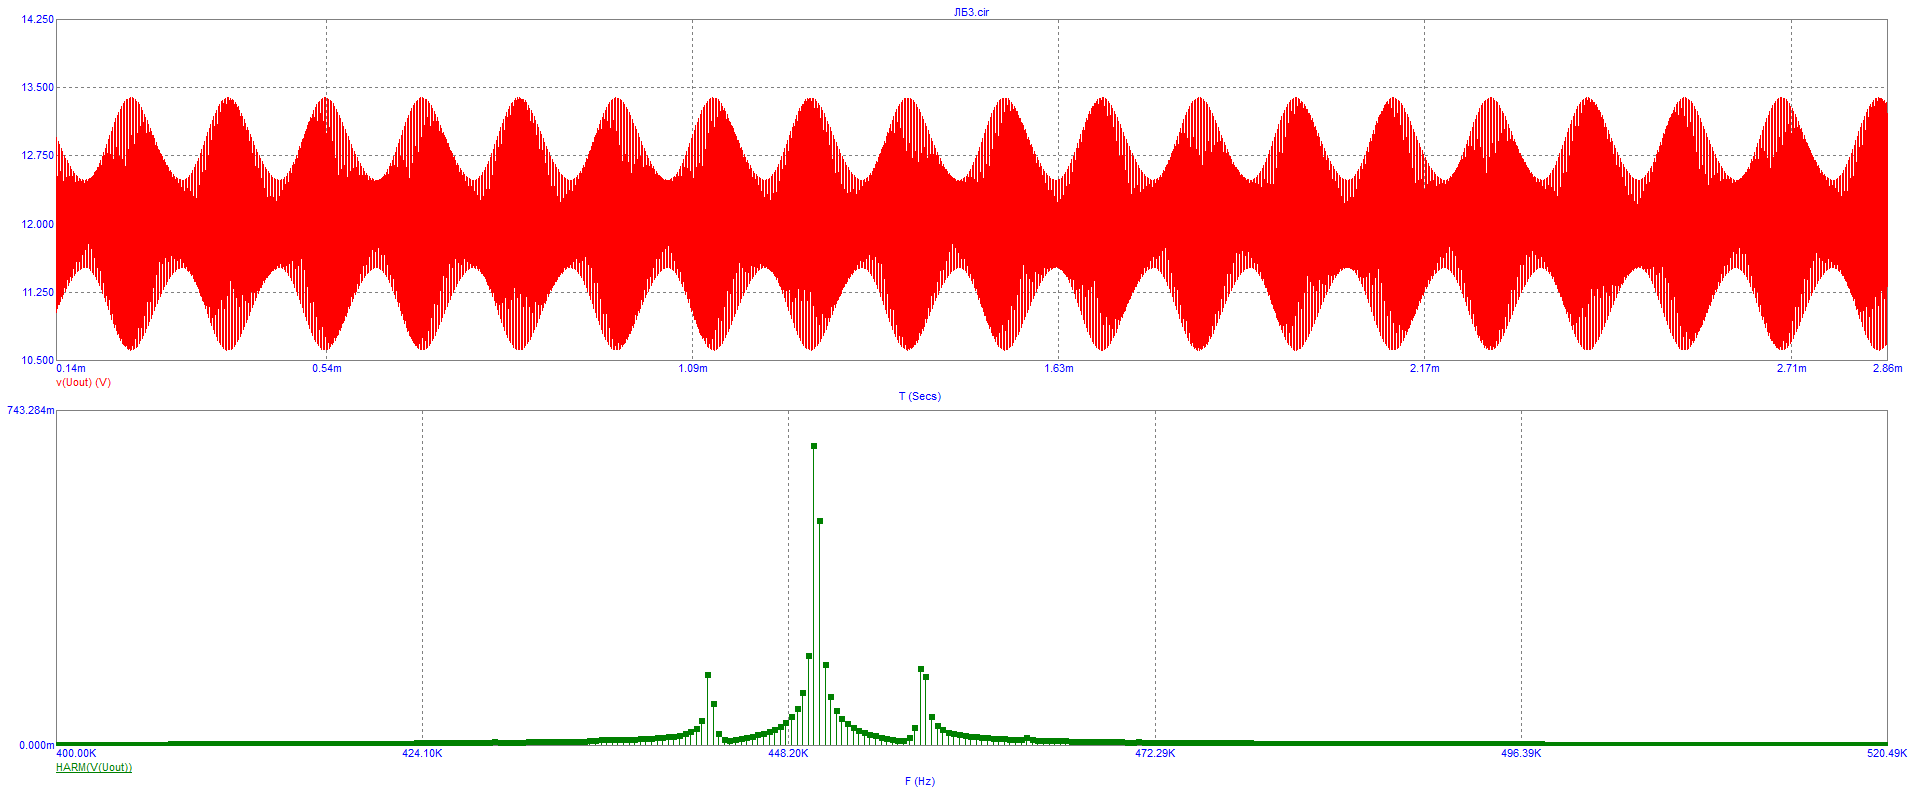 ЛБ3.cir
14.250
13.500
12.750
12.000
11.250
10.500
0.14m 0.54m 1.09m 1.63m 2.17m 2.71m 2.86m
v(Uout) (V)
T (Secs)
743.284m
0.000m
400.00K 424.10K 448.20K 472.29K 496.39K 520.49K
HARM(V(Uout))
F (Hz)